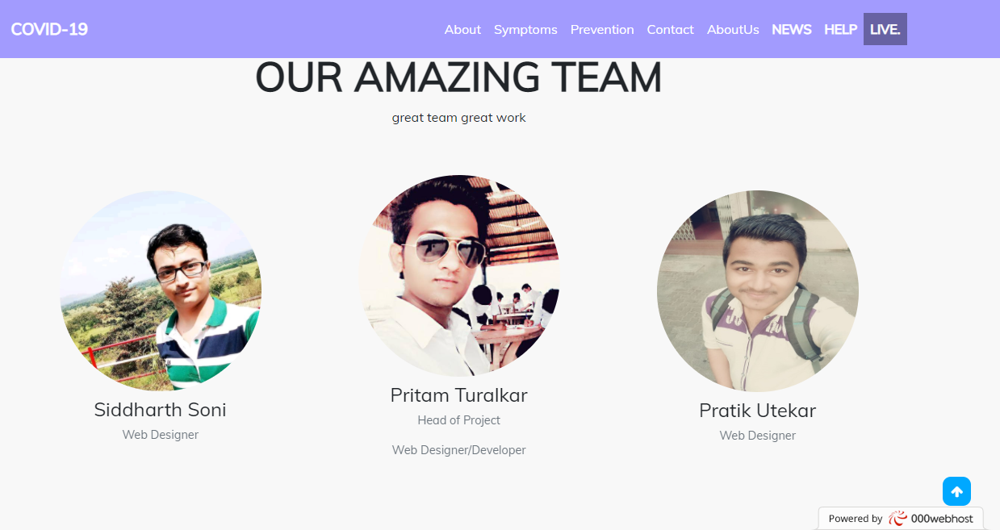 COVID-19
About Symptoms Prevention Contact AboutUs NEWS HELP LIVE.
OUR AMAZING TEAM
great team great work
Siddharth Soni
Web Designer
Pritam Turalkar
Head of Project
Web Designer/Developer
Pratik Utekar
Web Designer
Powered by 000webhost